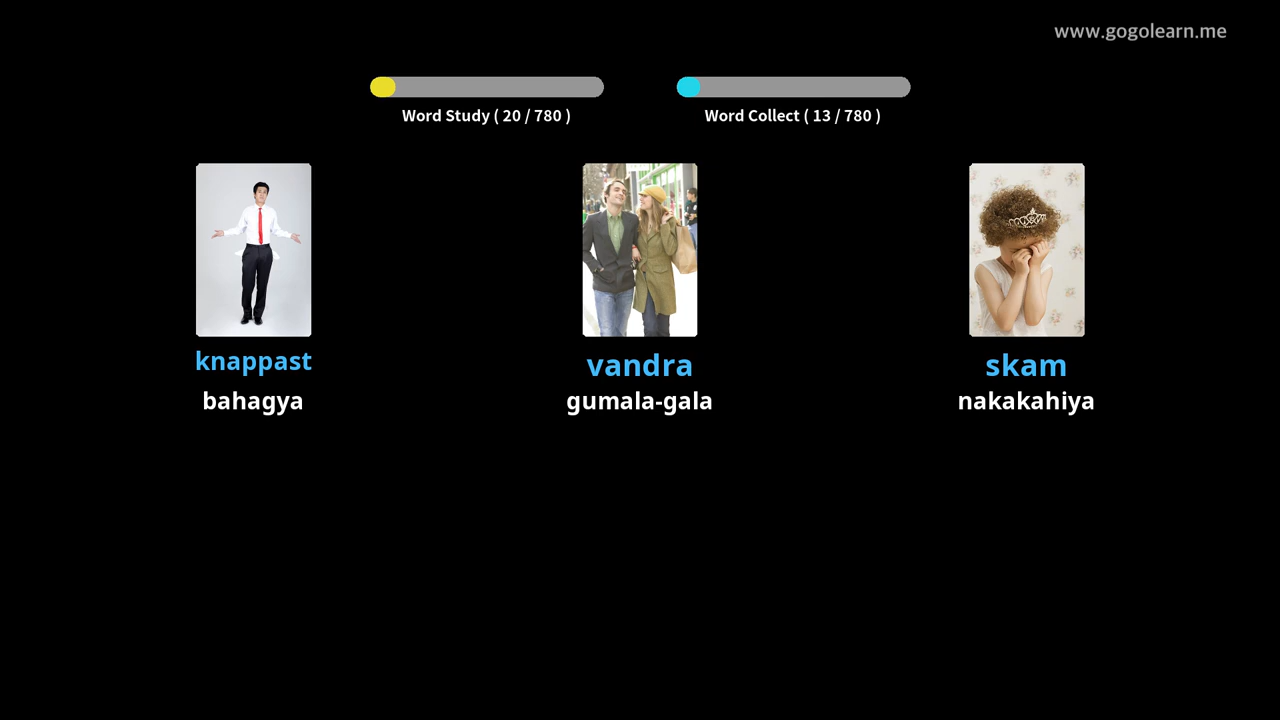 www.gogolearn.me
Word Study ( 20 / 780 )
Word Collect ( 13 / 780 )
knappast
vandra
skam
bahagya
gumala-gala
nakakahiya